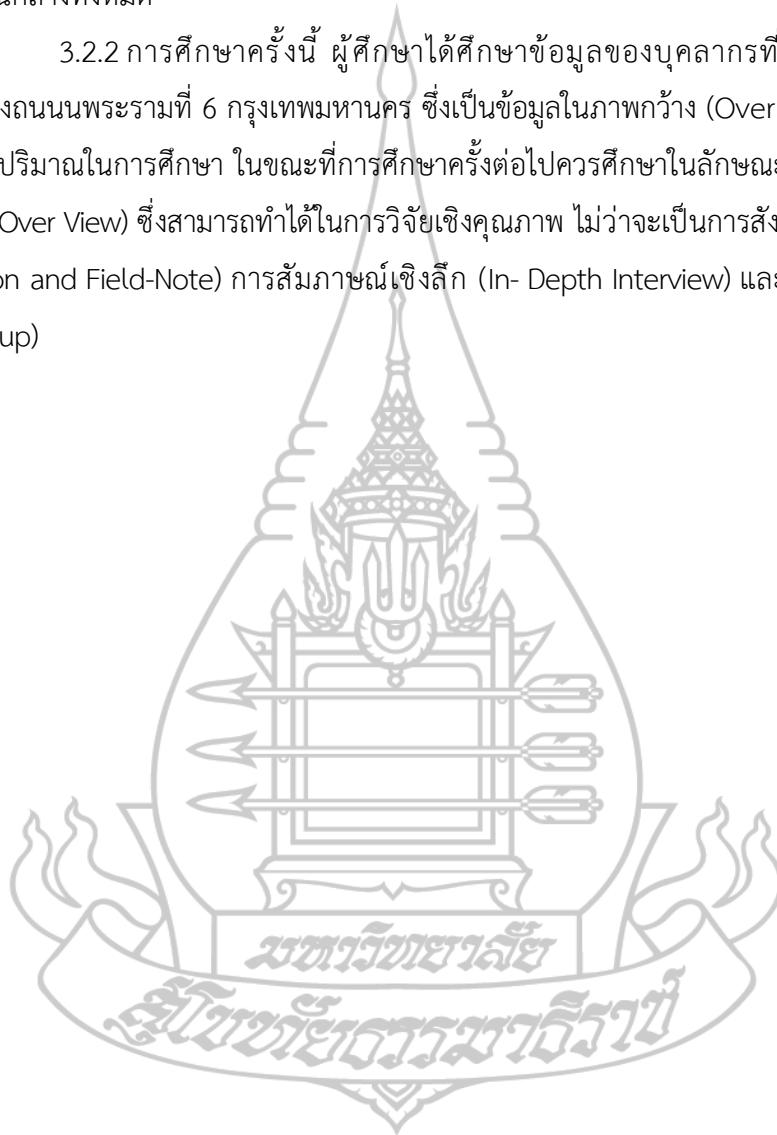 3.2.2 การศึกษาครั้งนี้ ผู้ศึกษาได้ศึกษาข้อมูลของบุคลากรที
งถนนนพระรามที่ 6 กรุงเทพมหานคร ซึ่งเป็นข้อมูลในภาพกว้าง (Over
ปริมาณในการศึกษา ในขณะที่การศึกษาครั้งต่อไปควรศึกษาในลักษณะ
Over View) ซึ่งสามารถทำได้ในการวิจัยเชิงคุณภาพ ไม่ว่าจะเป็นการสัง
on and Field-Note) การสัมภาษณ์เชิงลึก (In- Depth Interview) และ
up)
มหาวิทยาลัย
สุโขทัยธรรมาธิราช